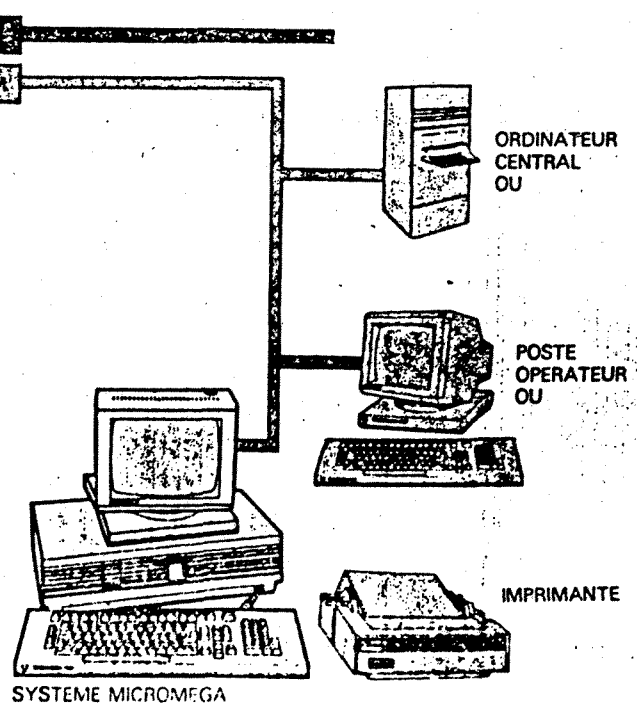 ORDINATEUR
CENTRAL
OU
POSTE
OPERATEUR
OU
IMPRIMANTE
SYSTEME MICROMEGA